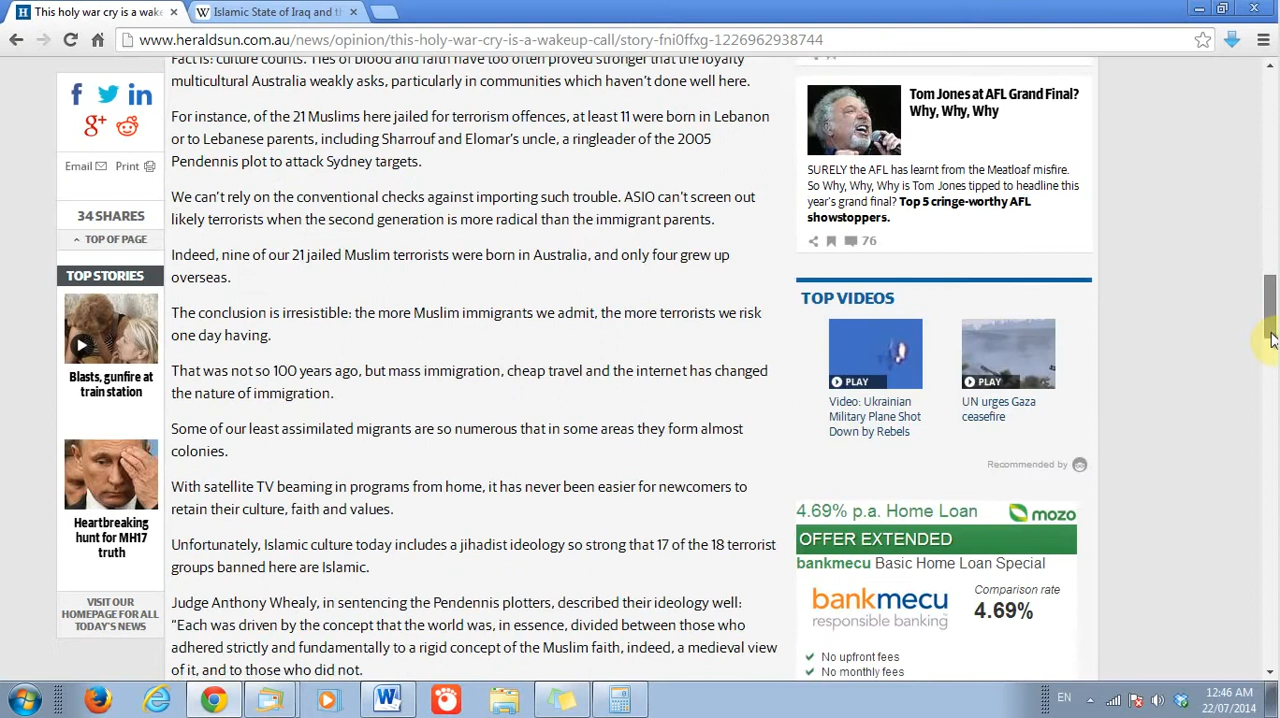 This holy war cry is a wake
Islamic State of Iraq and th
www.heraldsun.com.au/news/opinion/this-holy-war-cry-is-a-wakeup-call/story-fni0ffxg-1226962938744
Fact is: culture counts. Ties of blood and faith have too often proved stronger that the loyalty
multicultural Australia weakly asks, particularly in communities which haven't done well here.
For instance, of the 21 Muslims here jailed for terrorism offences, at least 11 were born in Lebanon
or to Lebanese parents, including Sharrouf and Elomar's uncle, a ringleader of the 2005
Pendennis plot to attack Sydney targets.
We can't rely on the conventional checks against importing such trouble. ASIO can't screen out
likely terrorists when the second generation is more radical than the immigrant parents.
Indeed, nine of our 21 jailed Muslim terrorists were born in Australia, and only four grew up
overseas.
The conclusion is irresistible: the more Muslim immigrants we admit, the more terrorists we risk
one day having.
That was not so 100 years ago, but mass immigration, cheap travel and the internet has changed
the nature of immigration.
Some of our least assimilated migrants are so numerous that in some areas they form almost
colonies.
With satellite TV beaming in programs from home, it has never been easier for newcomers to
retain their culture, faith and values.
Unfortunately, Islamic culture today includes a jihadist ideology so strong that 17 of the 18 terrorist
groups banned here are Islamic.
Judge Anthony Whealy, in sentencing the Pendennis plotters, described their ideology well:
“Each was driven by the concept that the world was, in essence, divided between those who
adhered strictly and fundamentally to a rigid concept of the Muslim faith, indeed, a medieval view
of it, and to those who did not.
Email
Print
34 SHARES
TOP OF PAGE
TOP STORIES
Blasts, gunfire at
train station
Heartbreaking
hunt for MH17
truth
VISIT OUR
HOMEPAGE FOR ALL
TODAY'S NEWS
Tom Jones at AFL Grand Final?
Why, Why, Why
SURELY the AFL has learnt from the Meatloaf misfire.
So Why, Why, Why is Tom Jones tipped to headline this
year's grand final? Top 5 cringe-worthy AFL
showstoppers.
76
TOP VIDEOS
PLAY
PLAY
Video: Ukrainian
Military Plane Shot
Down by Rebels
UN urges Gaza
ceasefire
Recommended by
4.69% p.a. Home Loan
mozo
OFFER EXTENDED
bankmecu Basic Home Loan Special
bankmecu
responsible banking
Comparison rate
4.69%
No upfront fees
No monthly fees
EN
12:46 AM
22/07/2014